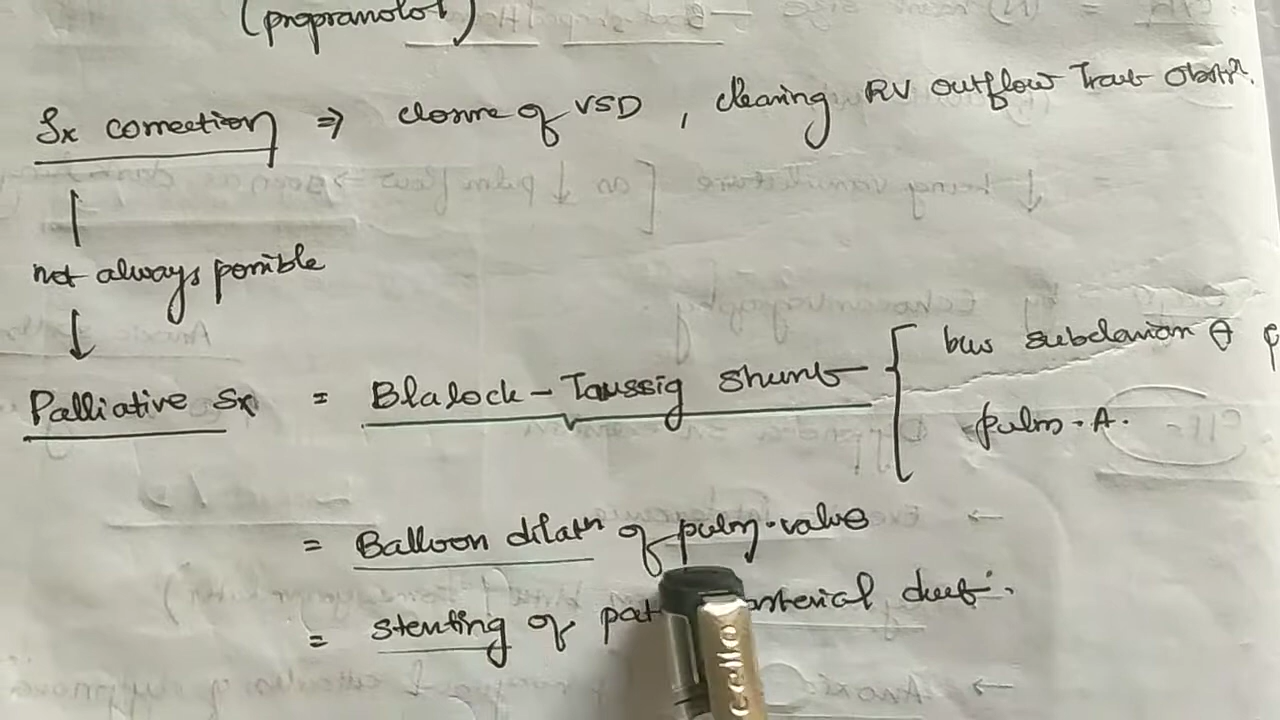 (propranolol)
Sx correction ⇒ closure of VSD, clearing RV outflow Tract Obstrⁿ.
not always possible
↓
Palliative Sx = Blalock-Taussig shunt { b/w subclavian A &
pulm. A.
= Balloon dilatⁿ of pulm. valve
= stenting of pat arterial duct.
cello